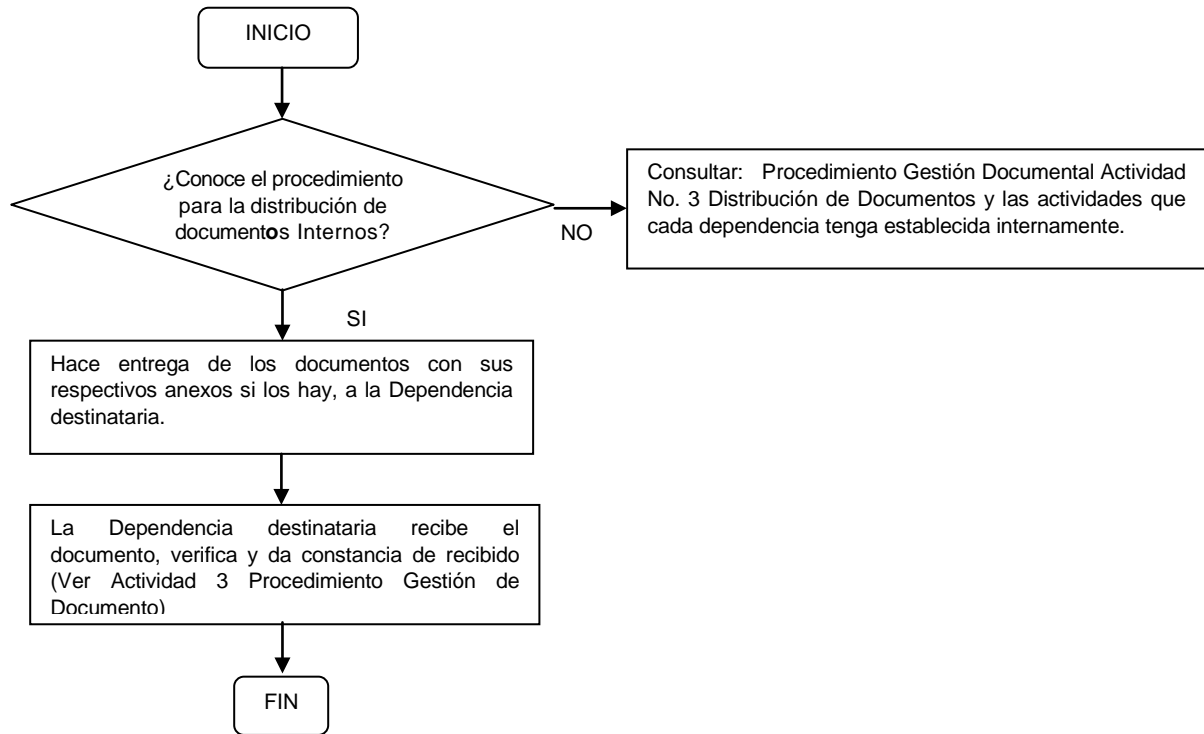 INICIO
¿Conoce el procedimiento
para la distribución de
documentos Internos?
NO
Consultar: Procedimiento Gestión Documental Actividad
No. 3 Distribución de Documentos y las actividades que
cada dependencia tenga establecida internamente.
SI
Hace entrega de los documentos con sus
respectivos anexos si los hay, a la Dependencia
destinataria.
La Dependencia destinataria recibe el
documento, verifica y da constancia de recibido
(Ver Actividad 3 Procedimiento Gestión de
Documento)
FIN